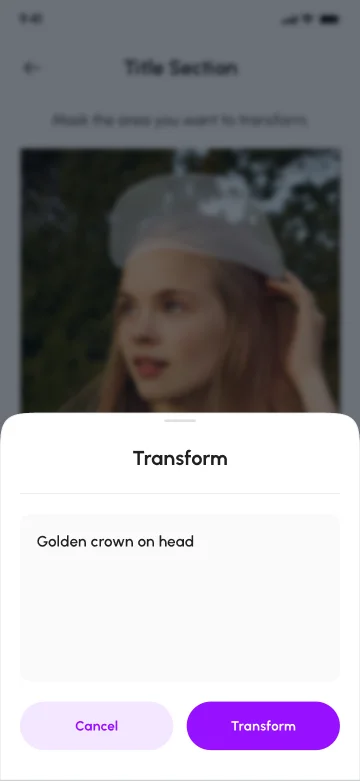 9:41
Title Section
Mask the area you want to transform.
Transform
Golden crown on head
Cancel
Transform